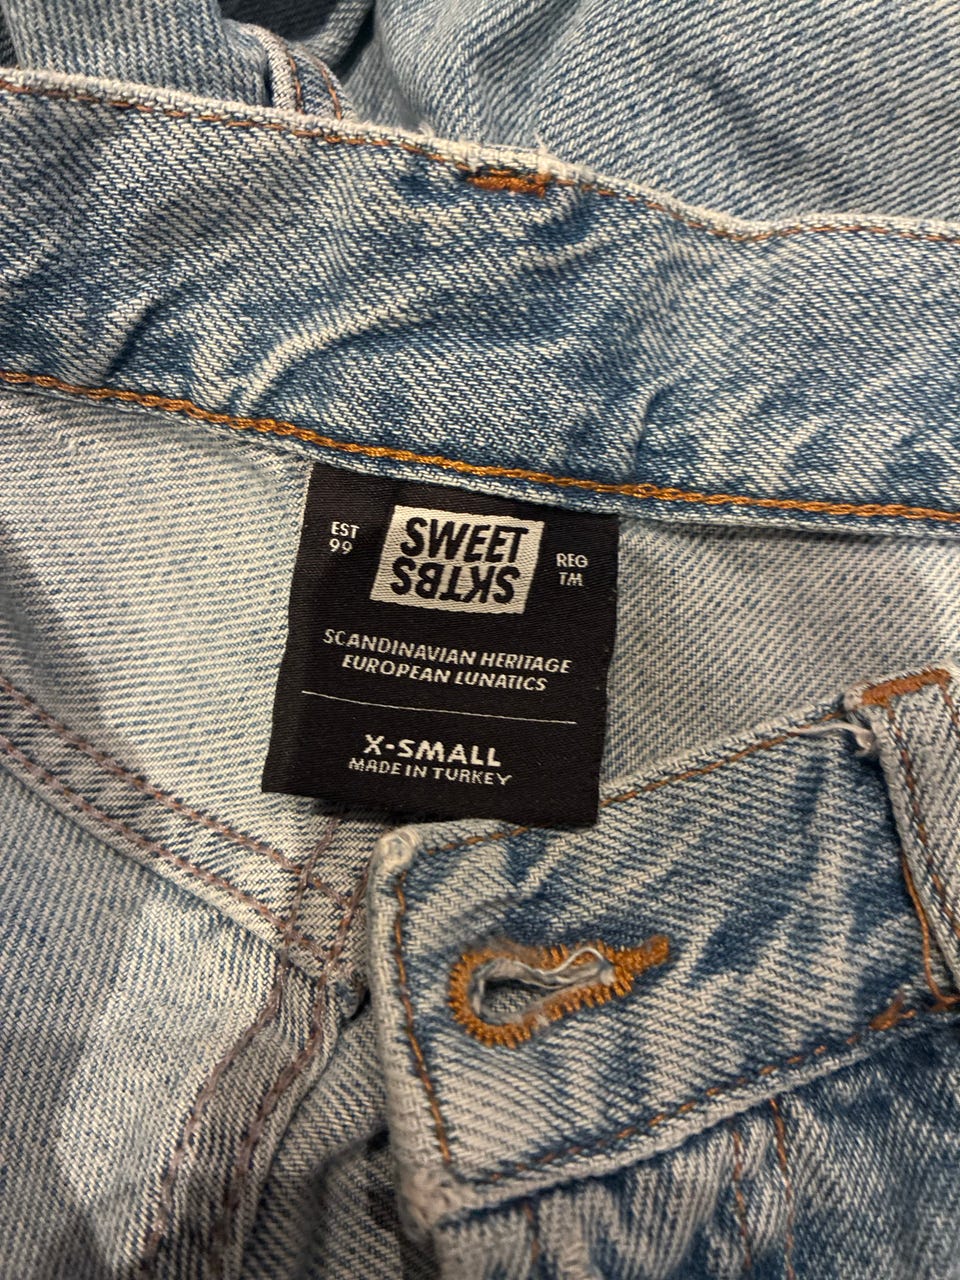 EST
99
SWEET
SKTBS
REG
TM
SCANDINAVIAN HERITAGE
EUROPEAN LUNATICS
X-SMALL
MADE IN TURKEY